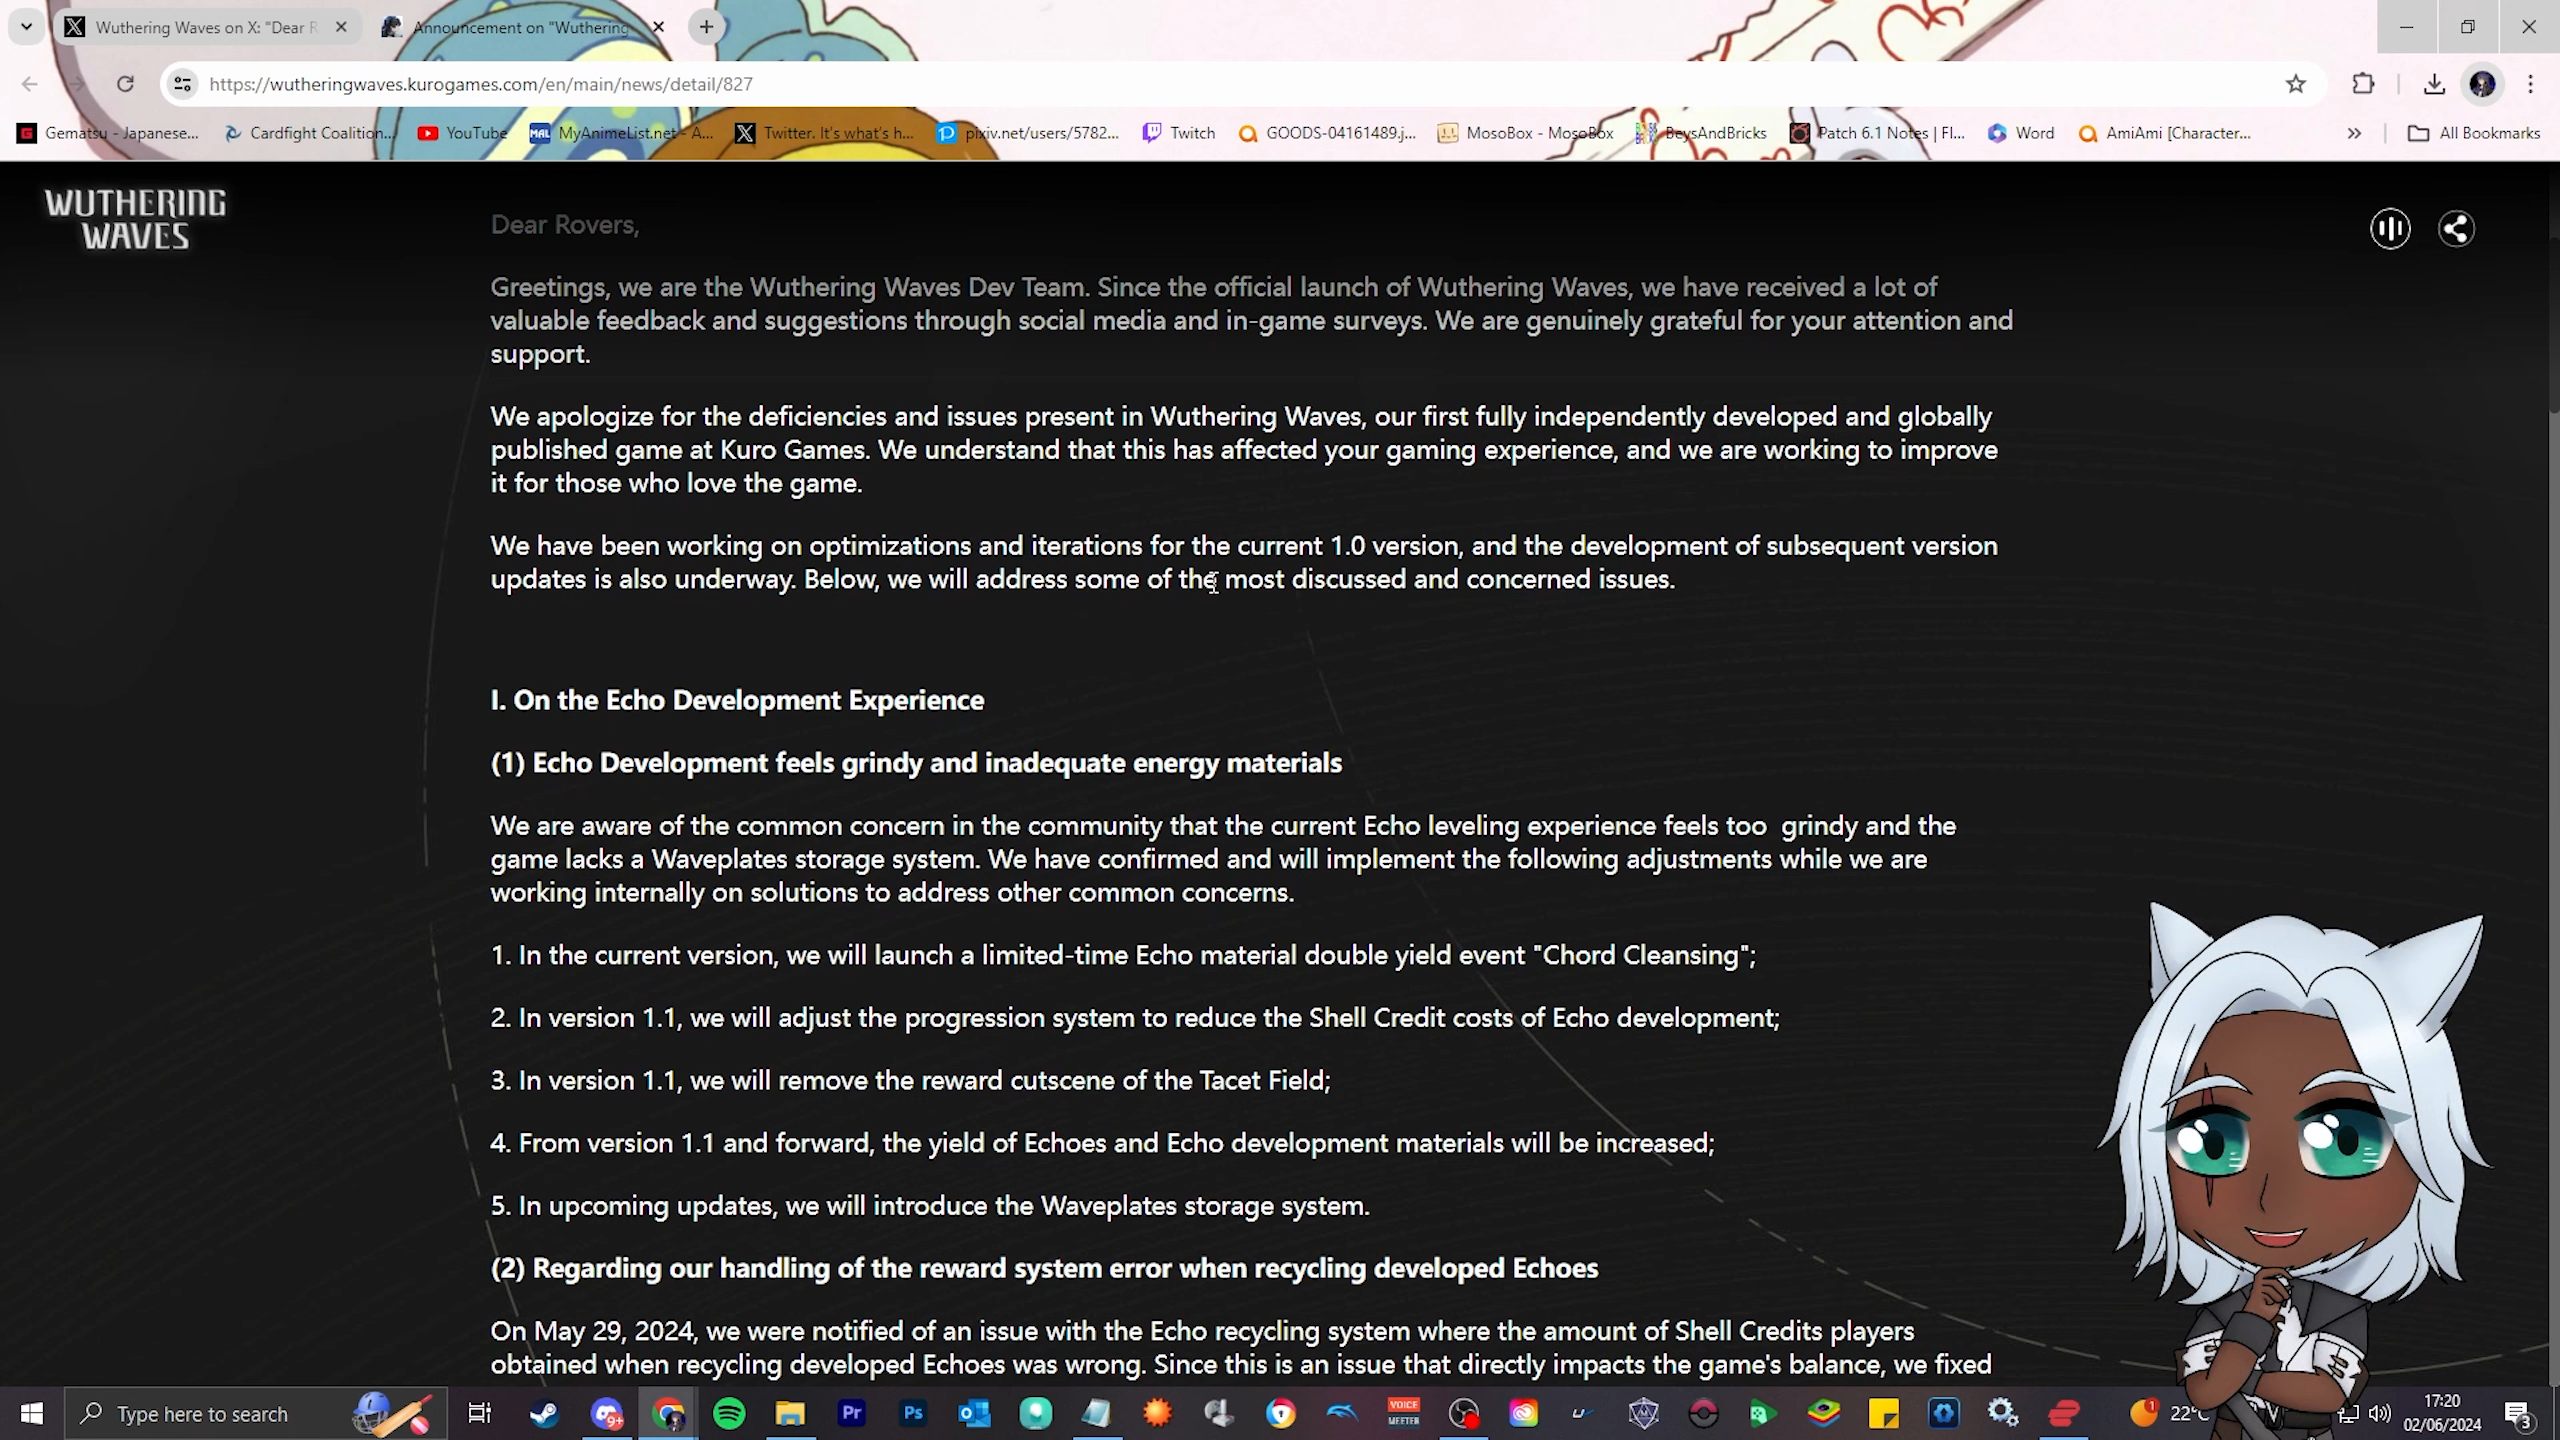 Wuthering Waves on X: "Dear R
Announcement on "Wuthering
https://wutheringwaves.kurogames.com/en/main/news/detail/827
Gematsu - Japanese...
Cardfight Coalition...
YouTube
MyAnimeList.net - A...
Twitter. It's what's h...
pixiv.net/users/5782...
Twitch
GOODS-04161489.j...
MosoBox - MosoBox
BeysAndBricks
Patch 6.1 Notes | Fl...
Word
AmiAmi [Character...
All Bookmarks
WUTHERING
WAVES
Dear Rovers,
Greetings, we are the Wuthering Waves Dev Team. Since the official launch of Wuthering Waves, we have received a lot of
valuable feedback and suggestions through social media and in-game surveys. We are genuinely grateful for your attention and
support.
We apologize for the deficiencies and issues present in Wuthering Waves, our first fully independently developed and globally
published game at Kuro Games. We understand that this has affected your gaming experience, and we are working to improve
it for those who love the game.
We have been working on optimizations and iterations for the current 1.0 version, and the development of subsequent version
updates is also underway. Below, we will address some of the most discussed and concerned issues.
I. On the Echo Development Experience
(1) Echo Development feels grindy and inadequate energy materials
We are aware of the common concern in the community that the current Echo leveling experience feels too  grindy and the
game lacks a Waveplates storage system. We have confirmed and will implement the following adjustments while we are
working internally on solutions to address other common concerns.
1. In the current version, we will launch a limited-time Echo material double yield event "Chord Cleansing";
2. In version 1.1, we will adjust the progression system to reduce the Shell Credit costs of Echo development;
3. In version 1.1, we will remove the reward cutscene of the Tacet Field;
4. From version 1.1 and forward, the yield of Echoes and Echo development materials will be increased;
5. In upcoming updates, we will introduce the Waveplates storage system.
(2) Regarding our handling of the reward system error when recycling developed Echoes
On May 29, 2024, we were notified of an issue with the Echo recycling system where the amount of Shell Credits players
obtained when recycling developed Echoes was wrong. Since this is an issue that directly impacts the game's balance, we fixed
Type here to search
9+
Pr
Ps
VOICE
MEETER
1
22°C
17:20
02/06/2024
3